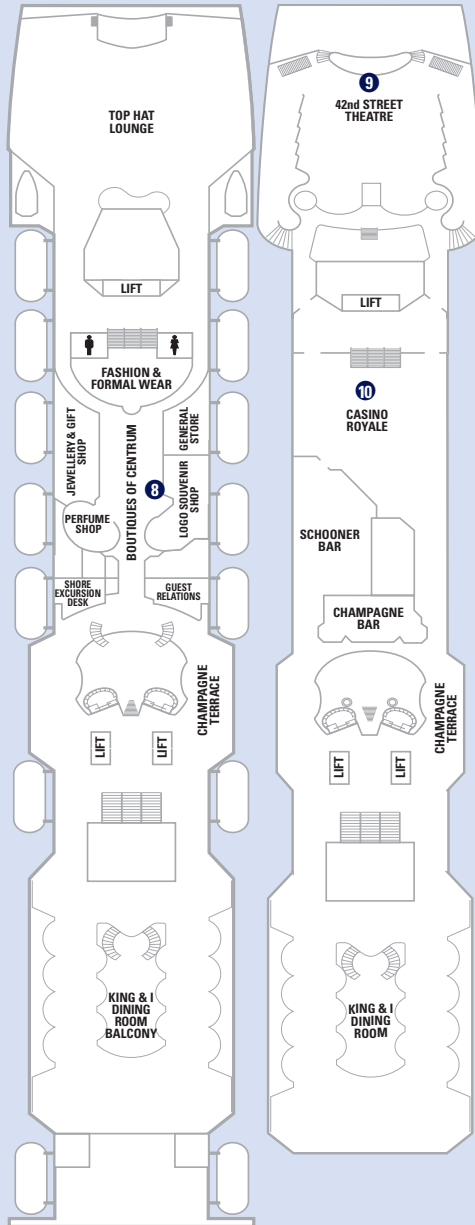 TOP HAT
LOUNGE
LIFT
FASHION &
FORMAL WEAR
JEWELLERY & GIFT
SHOP
BOUTIQUES OF CENTRUM
8
GENERAL
STORE
LOGO SOUVENIR
SHOP
PERFUME
SHOP
SHORE
EXCURSION
DESK
GUEST
RELATIONS
CHAMPAGNE
TERRACE
LIFT
LIFT
KING & I
DINING
ROOM
BALCONY
9
42nd STREET
THEATRE
LIFT
10
CASINO
ROYALE
SCHOONER
BAR
CHAMPAGNE
BAR
CHAMPAGNE
TERRACE
LIFT
LIFT
KING & I
DINING
ROOM